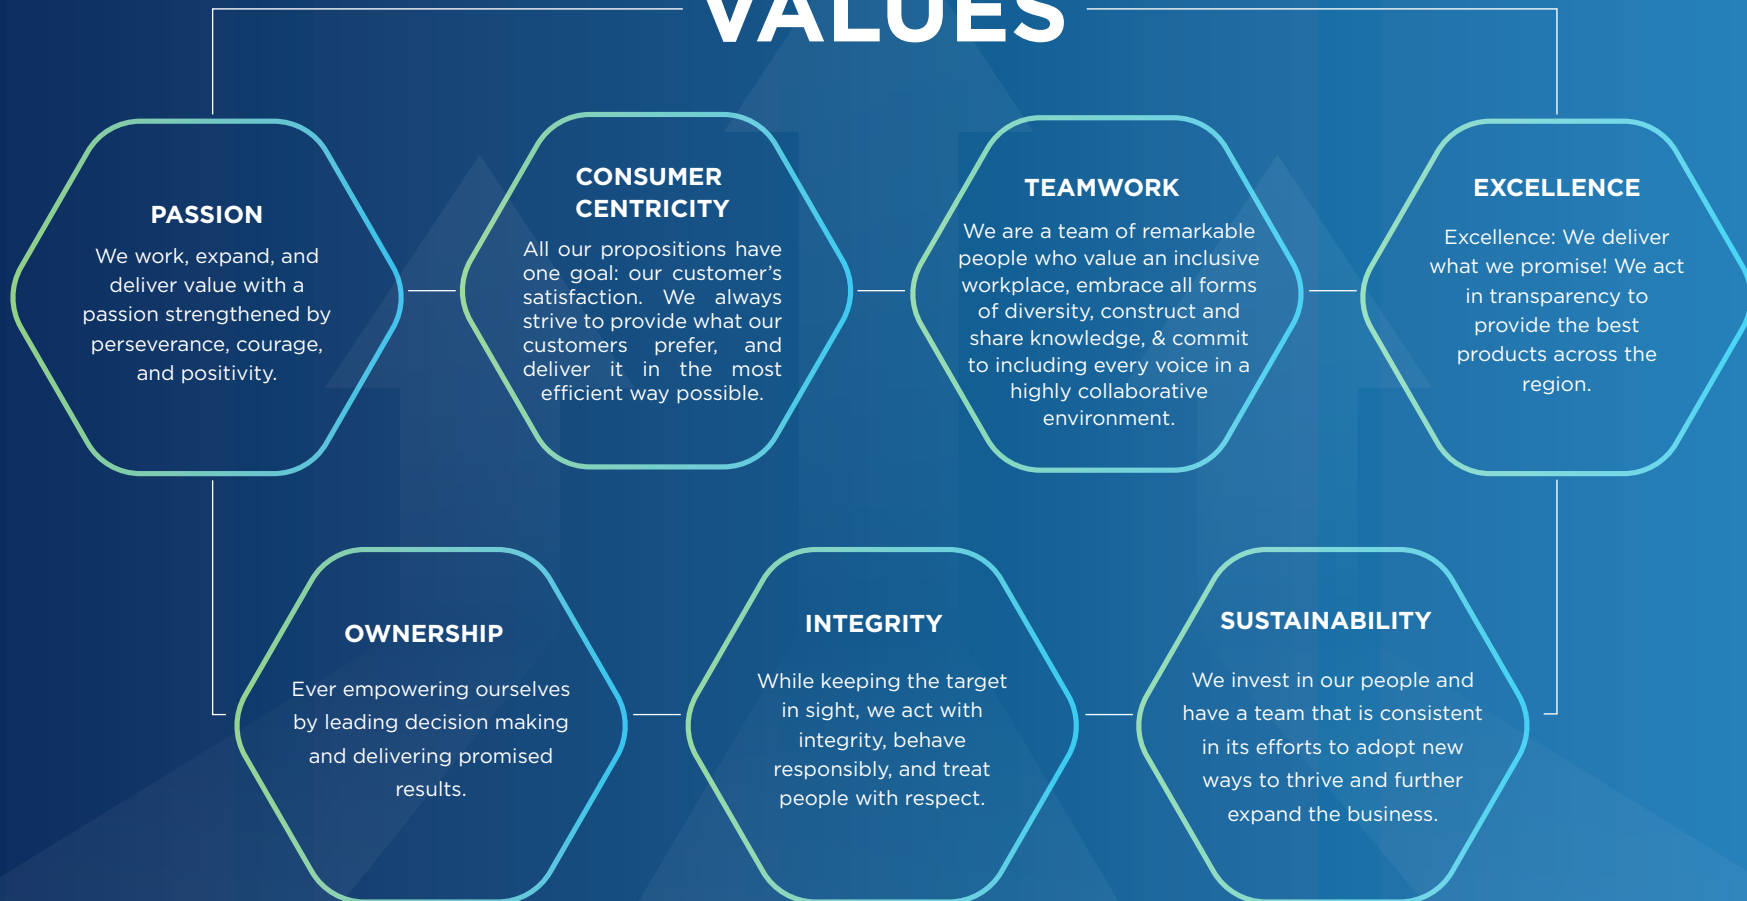 VALUES
PASSION
We work, expand, and
deliver value with a
passion strengthened by
perseverance, courage,
and positivity.
CONSUMER
CENTRICITY
All our propositions have
one goal: our customer’s
satisfaction. We always
strive to provide what our
customers prefer, and
deliver it in the most
efficient way possible.
TEAMWORK
We are a team of remarkable
people who value an inclusive
workplace, embrace all forms
of diversity, construct and
share knowledge, & commit
to including every voice in a
highly collaborative
environment.
EXCELLENCE
Excellence: We deliver
what we promise! We act
in transparency to
provide the best
products across the
region.
OWNERSHIP
Ever empowering ourselves
by leading decision making
and delivering promised
results.
INTEGRITY
While keeping the target
in sight, we act with
integrity, behave
responsibly, and treat
people with respect.
SUSTAINABILITY
We invest in our people and
have a team that is consistent
in its efforts to adopt new
ways to thrive and further
expand the business.